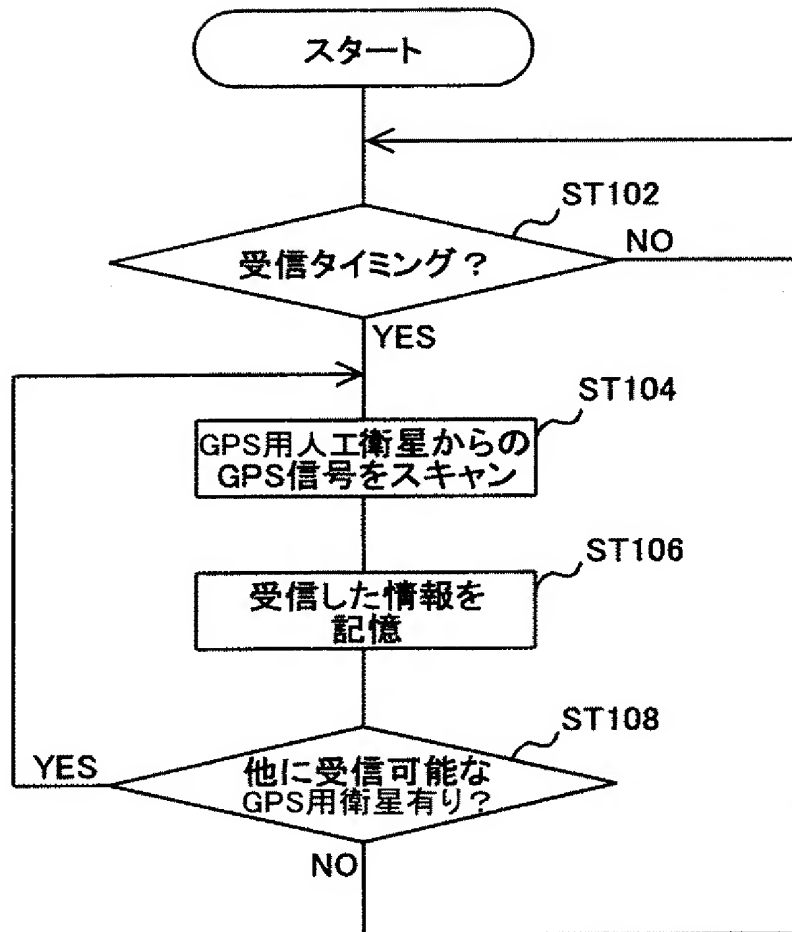 スタート
ST102
受信タイミング?
NO
YES
ST104
GPS用人工衛星からの
GPS信号をスキャン
ST106
受信した情報を
記憶
ST108
YES
他に受信可能な
GPS用衛星有り?
NO